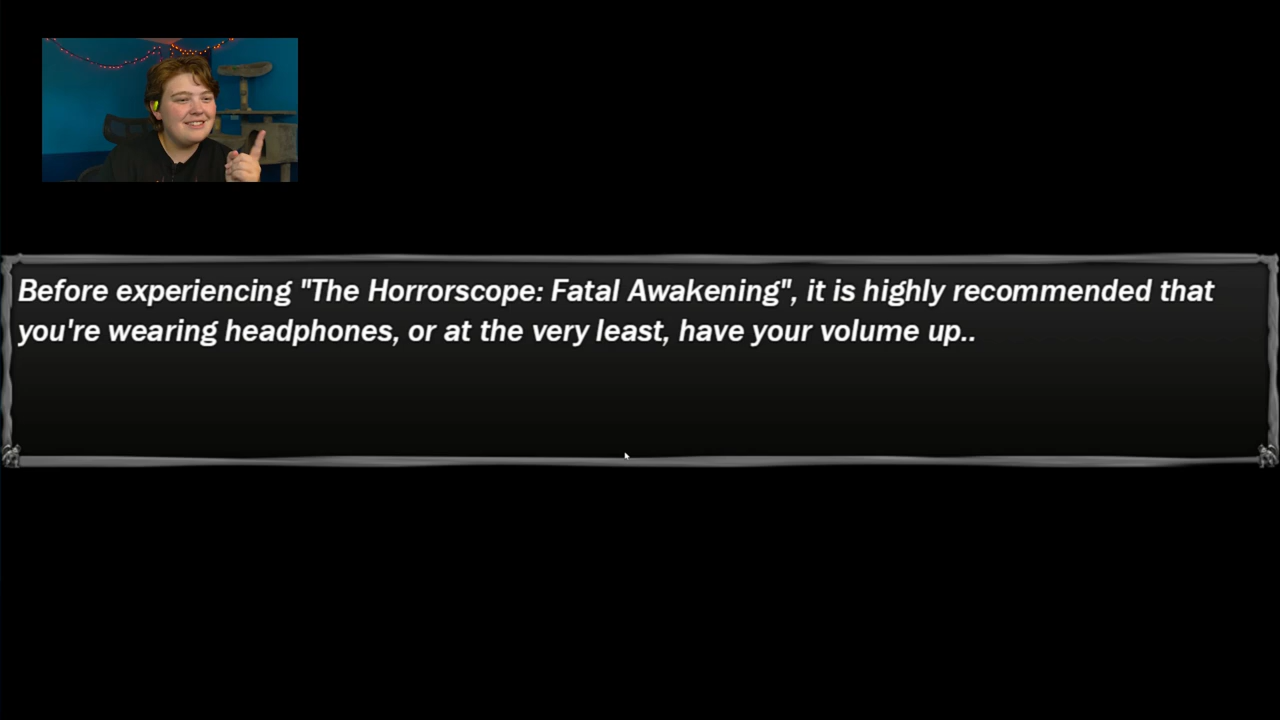 Before experiencing "The Horrorscope: Fatal Awakening", it is highly recommended that
you're wearing headphones, or at the very least, have your volume up..